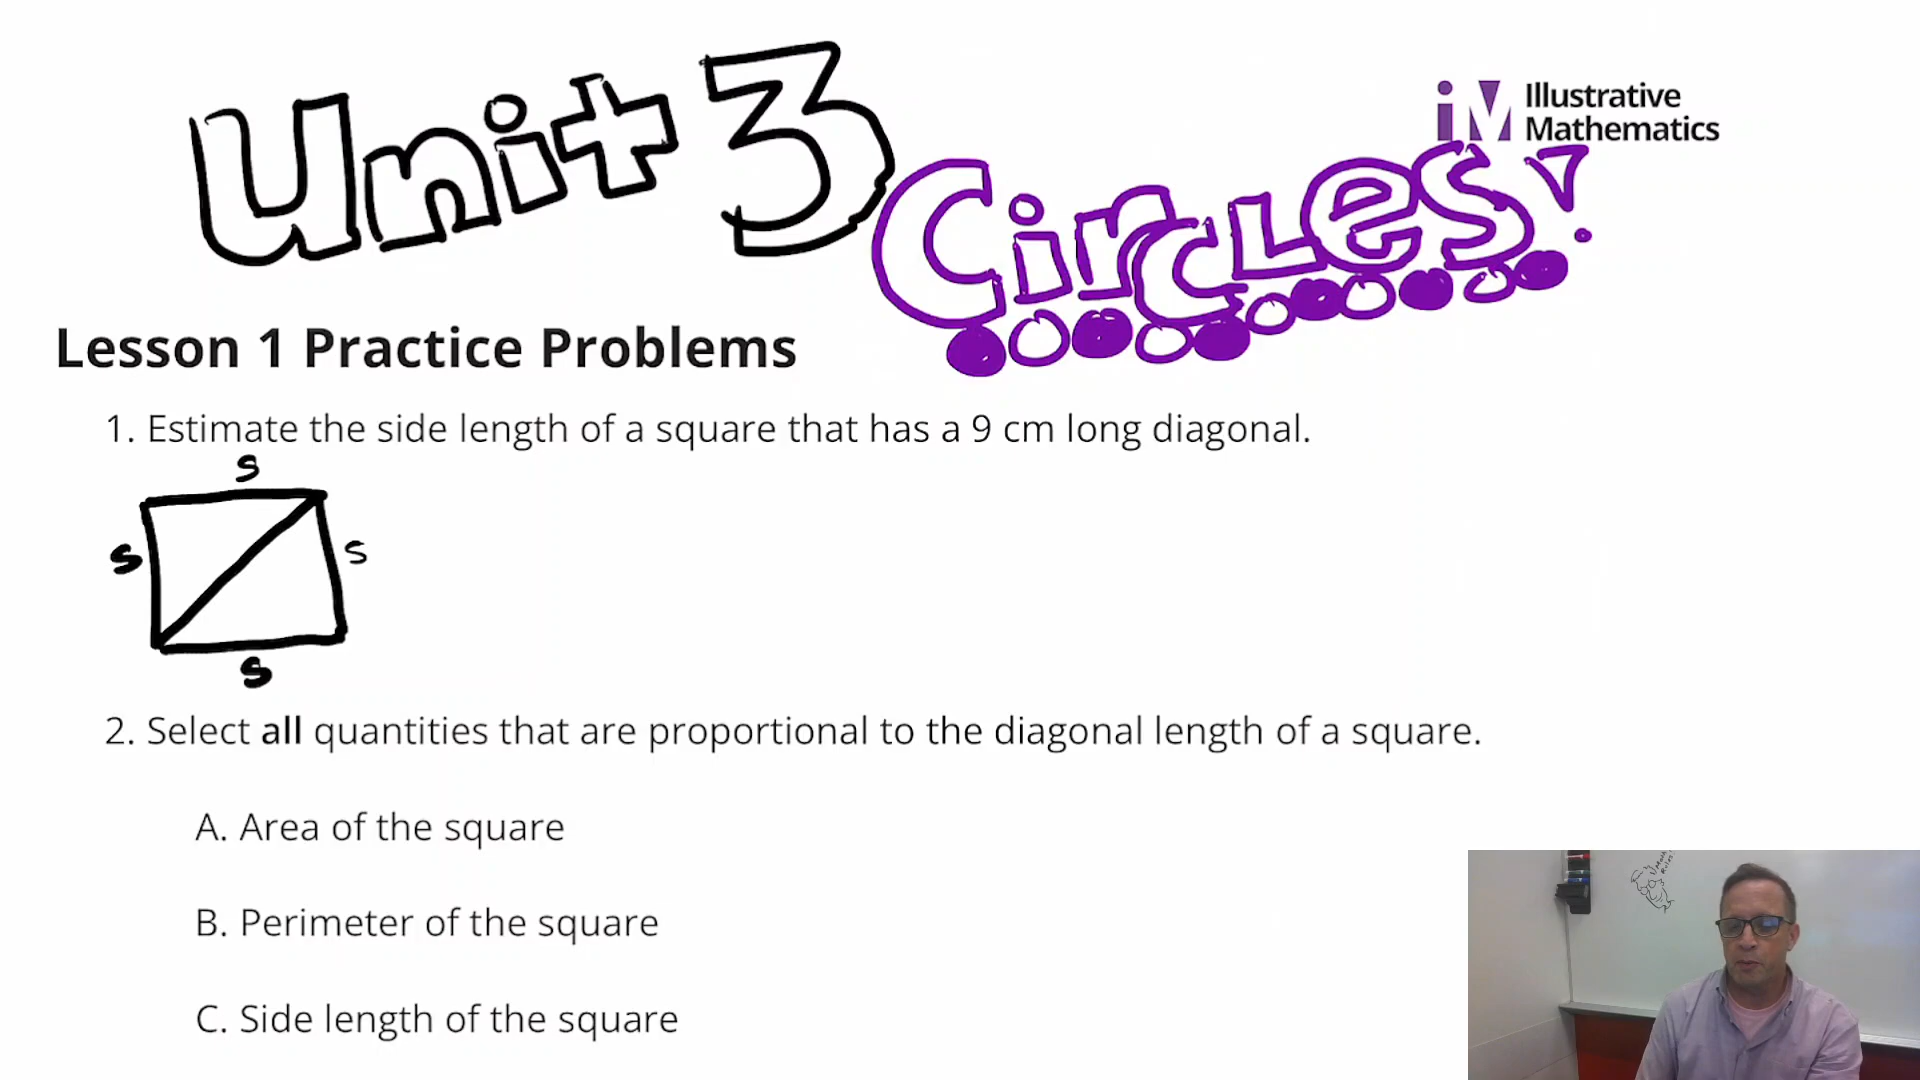 Unit 3
Circles!
iM Illustrative
Mathematics
Lesson 1 Practice Problems
1. Estimate the side length of a square that has a 9 cm long diagonal.
s
s
s
s
2. Select all quantities that are proportional to the diagonal length of a square.
A. Area of the square
B. Perimeter of the square
C. Side length of the square